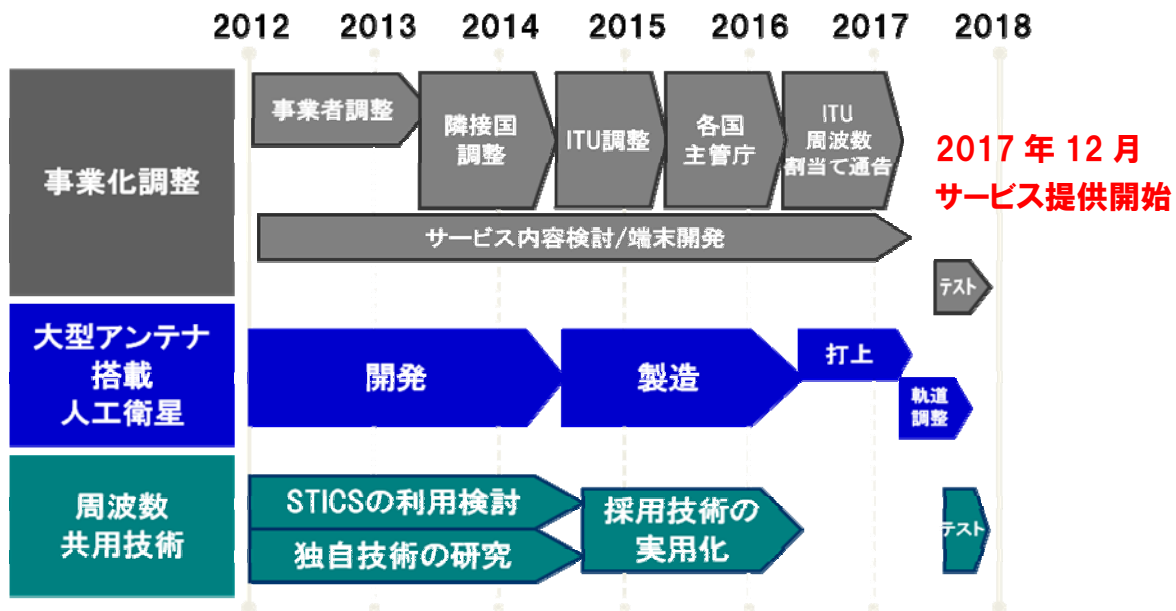 2012 2013 2014 2015 2016 2017 2018
事業化調整
事業者調整
隣接国
調整
ITU調整
各国
主管庁
ITU
周波数
割当て通告
2017 年 12 月
サービス提供開始
サービス内容検討/端末開発
テスト
大型アンテナ
搭載
人工衛星
開発
製造
打上
軌道
調整
周波数
共用技術
STICSの利用検討
独自技術の研究
採用技術の
実用化
テスト